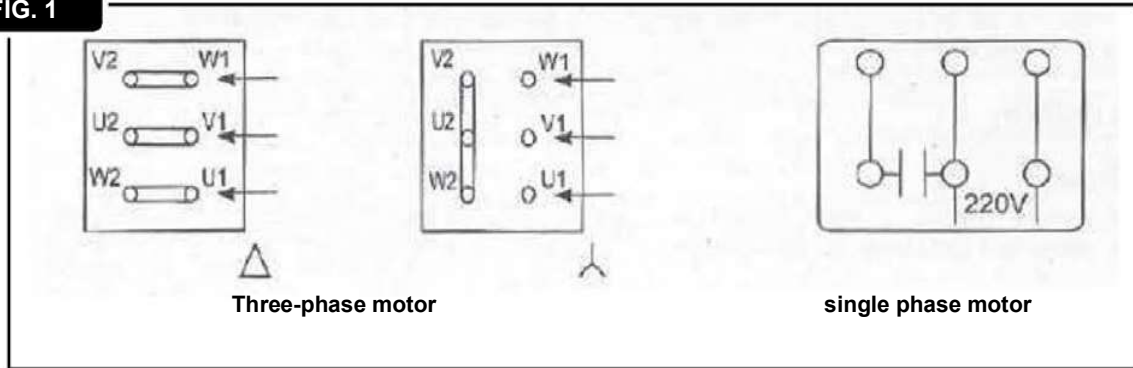 FIG. 1
V2 W1
U2 V1
W2 U1
V2 W1
U2 V1
W2 U1
220V
Three-phase motor
single phase motor